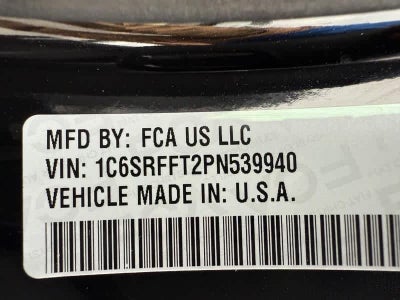 MFD BY: FCA US LLC
VIN: 1C6SRFFT2PN539940
VEHICLE MADE IN: U.S.A.